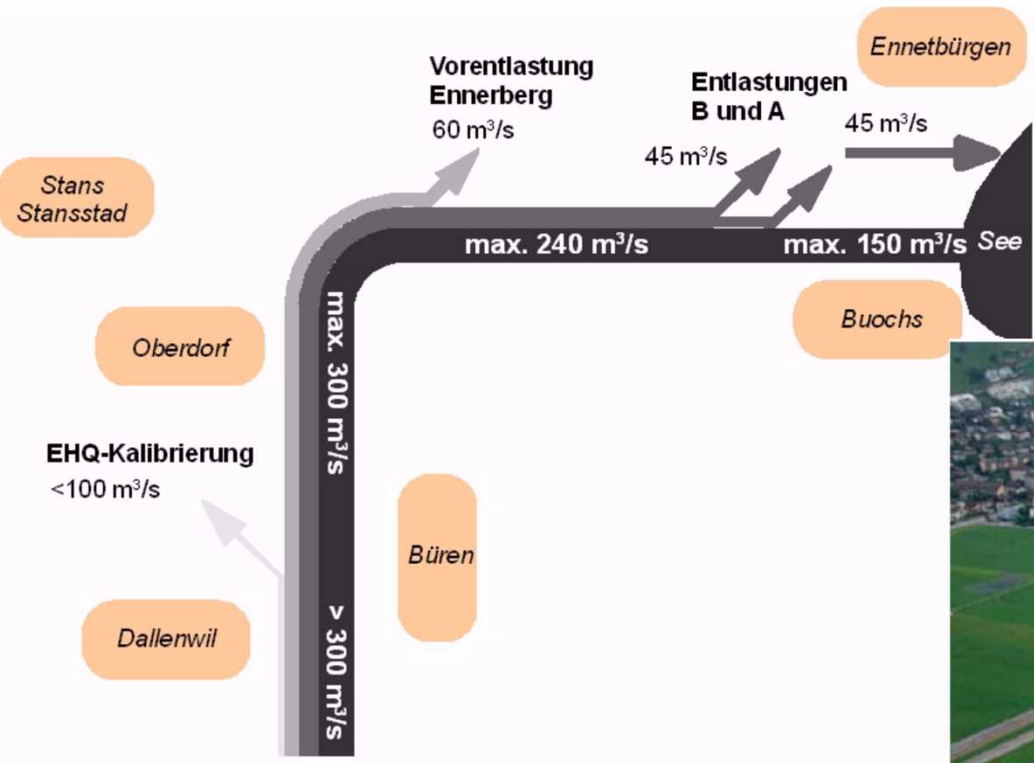 Ennetbürgen
Vorentlastung
Ennerberg
60 m³/s
Entlastungen
B und A
45 m³/s
45 m³/s
Stans
Stansstad
max. 240 m³/s
max. 150 m³/s
See
Buochs
max. 300 m³/s
Oberdorf
EHQ-Kalibrierung
<100 m³/s
Büren
Dallenwil
> 300 m³/s